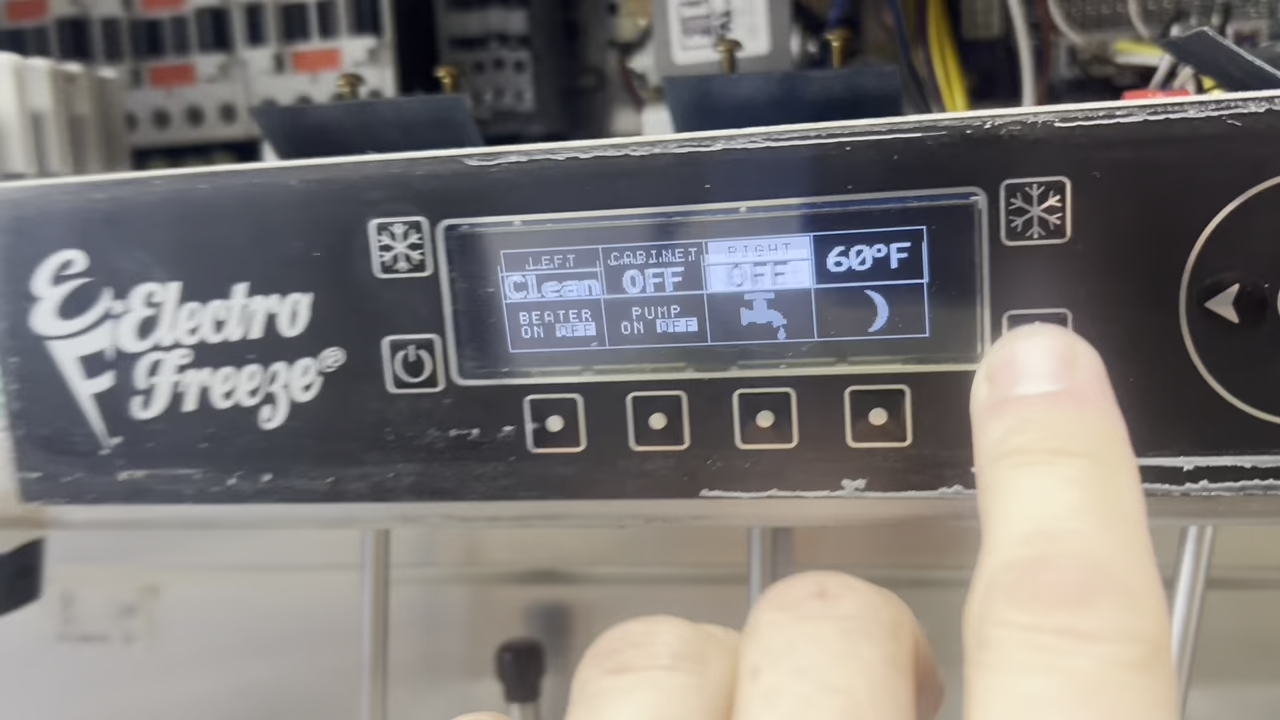 Electro
Freeze®
LEFT CABINET RIGHT 60°F
Clean OFF OFF
BEATER PUMP
ON OFF ON OFF